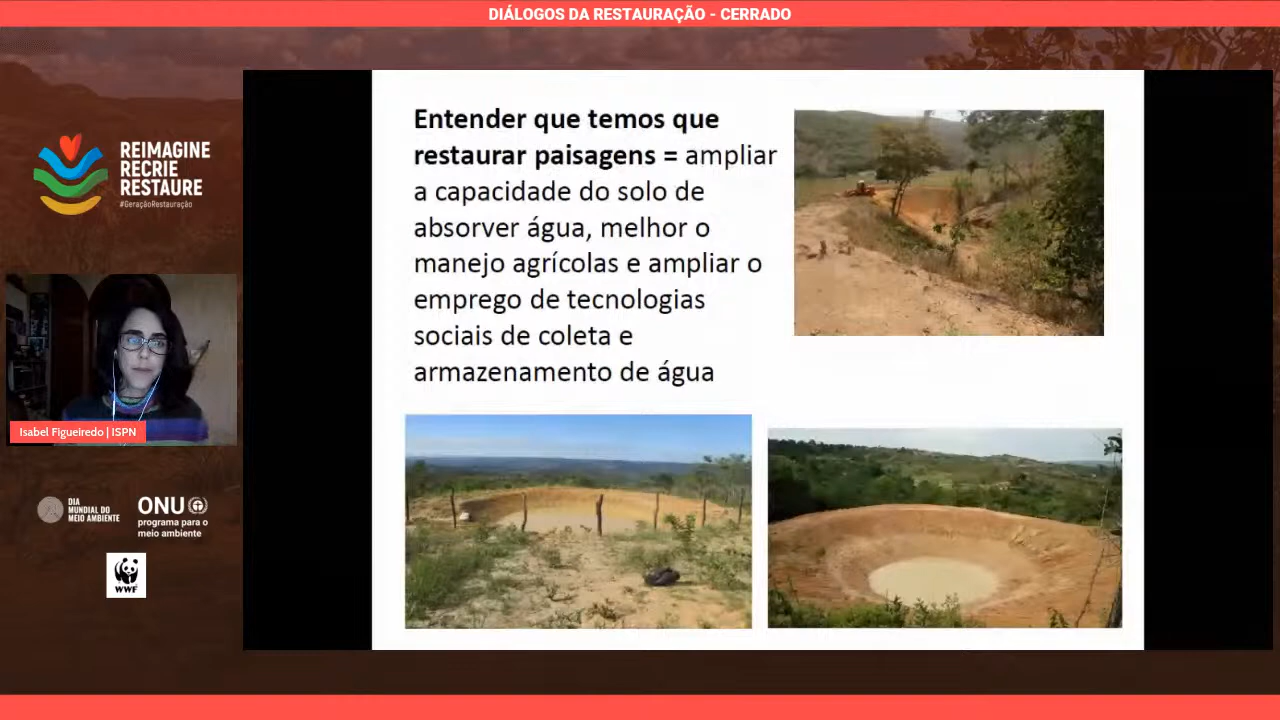 DIÁLOGOS DA RESTAURAÇÃO - CERRADO
REIMAGINE
RECRIE
RESTAURE
#GeraçãoRestauração
Isabel Figueiredo | ISPN
DIA
MUNDIAL DO
MEIO AMBIENTE
ONU
programa para o
meio ambiente
WWF
Entender que temos que
restaurar paisagens = ampliar
a capacidade do solo de
absorver água, melhor o
manejo agrícolas e ampliar o
emprego de tecnologias
sociais de coleta e
armazenamento de água